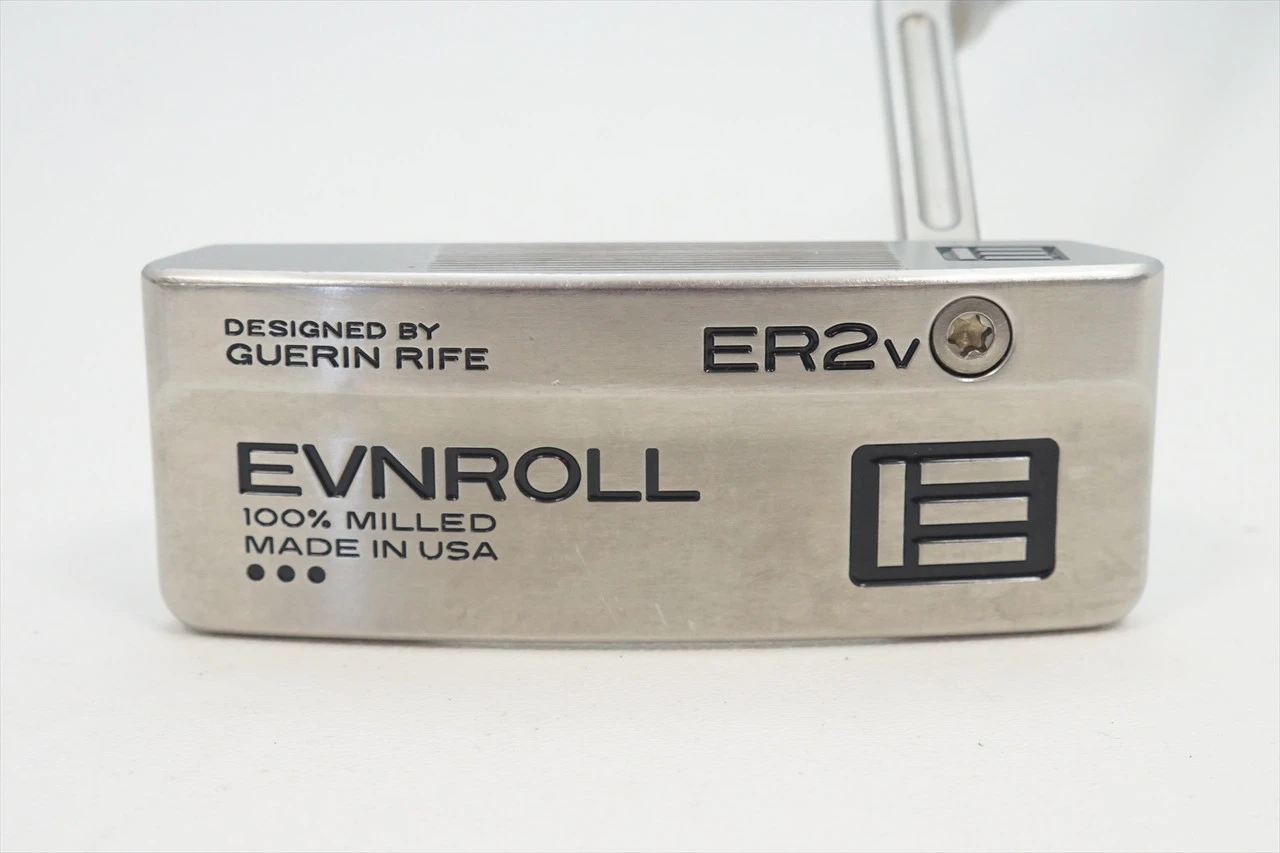 DESIGNED BY
GUERIN RIFE
ER2v
EVNROLL
100% MILLED
MADE IN USA